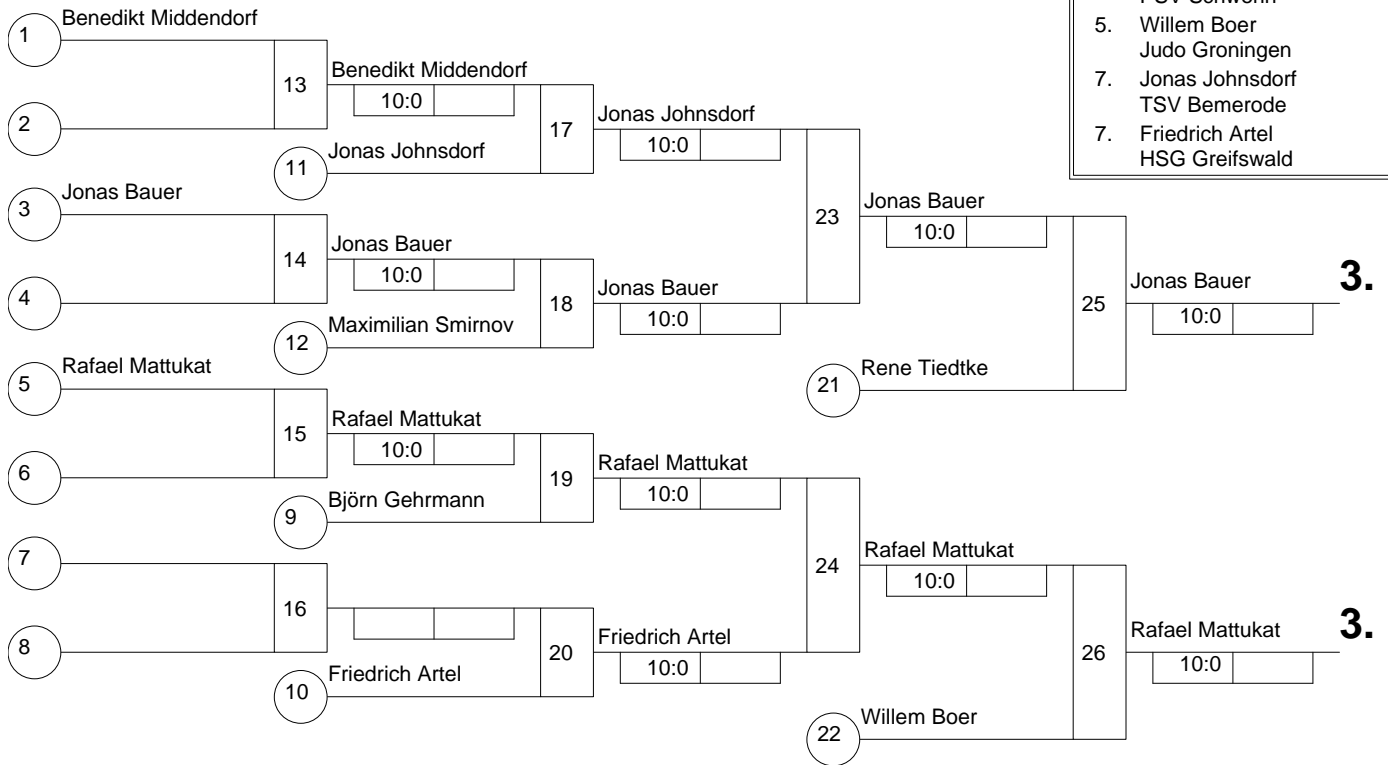 PSV Schwerin
5. Willem Boer
Judo Groningen
7. Jonas Johnsdorf
TSV Bemerode
7. Friedrich Artel
HSG Greifswald
1 Benedikt Middendorf
13 Benedikt Middendorf
10:0
2
17 Jonas Johnsdorf
10:0
11 Jonas Johnsdorf
3 Jonas Bauer
23 Jonas Bauer
10:0
14 Jonas Bauer
10:0
4
18 Jonas Bauer
10:0
25 Jonas Bauer
10:0
3.
12 Maximilian Smirnov
5 Rafael Mattukat
21 Rene Tiedtke
15 Rafael Mattukat
10:0
6
19 Rafael Mattukat
10:0
9 Björn Gehrmann
7
24 Rafael Mattukat
10:0
16
8
20 Friedrich Artel
10:0
26 Rafael Mattukat
10:0
3.
10 Friedrich Artel
22 Willem Boer